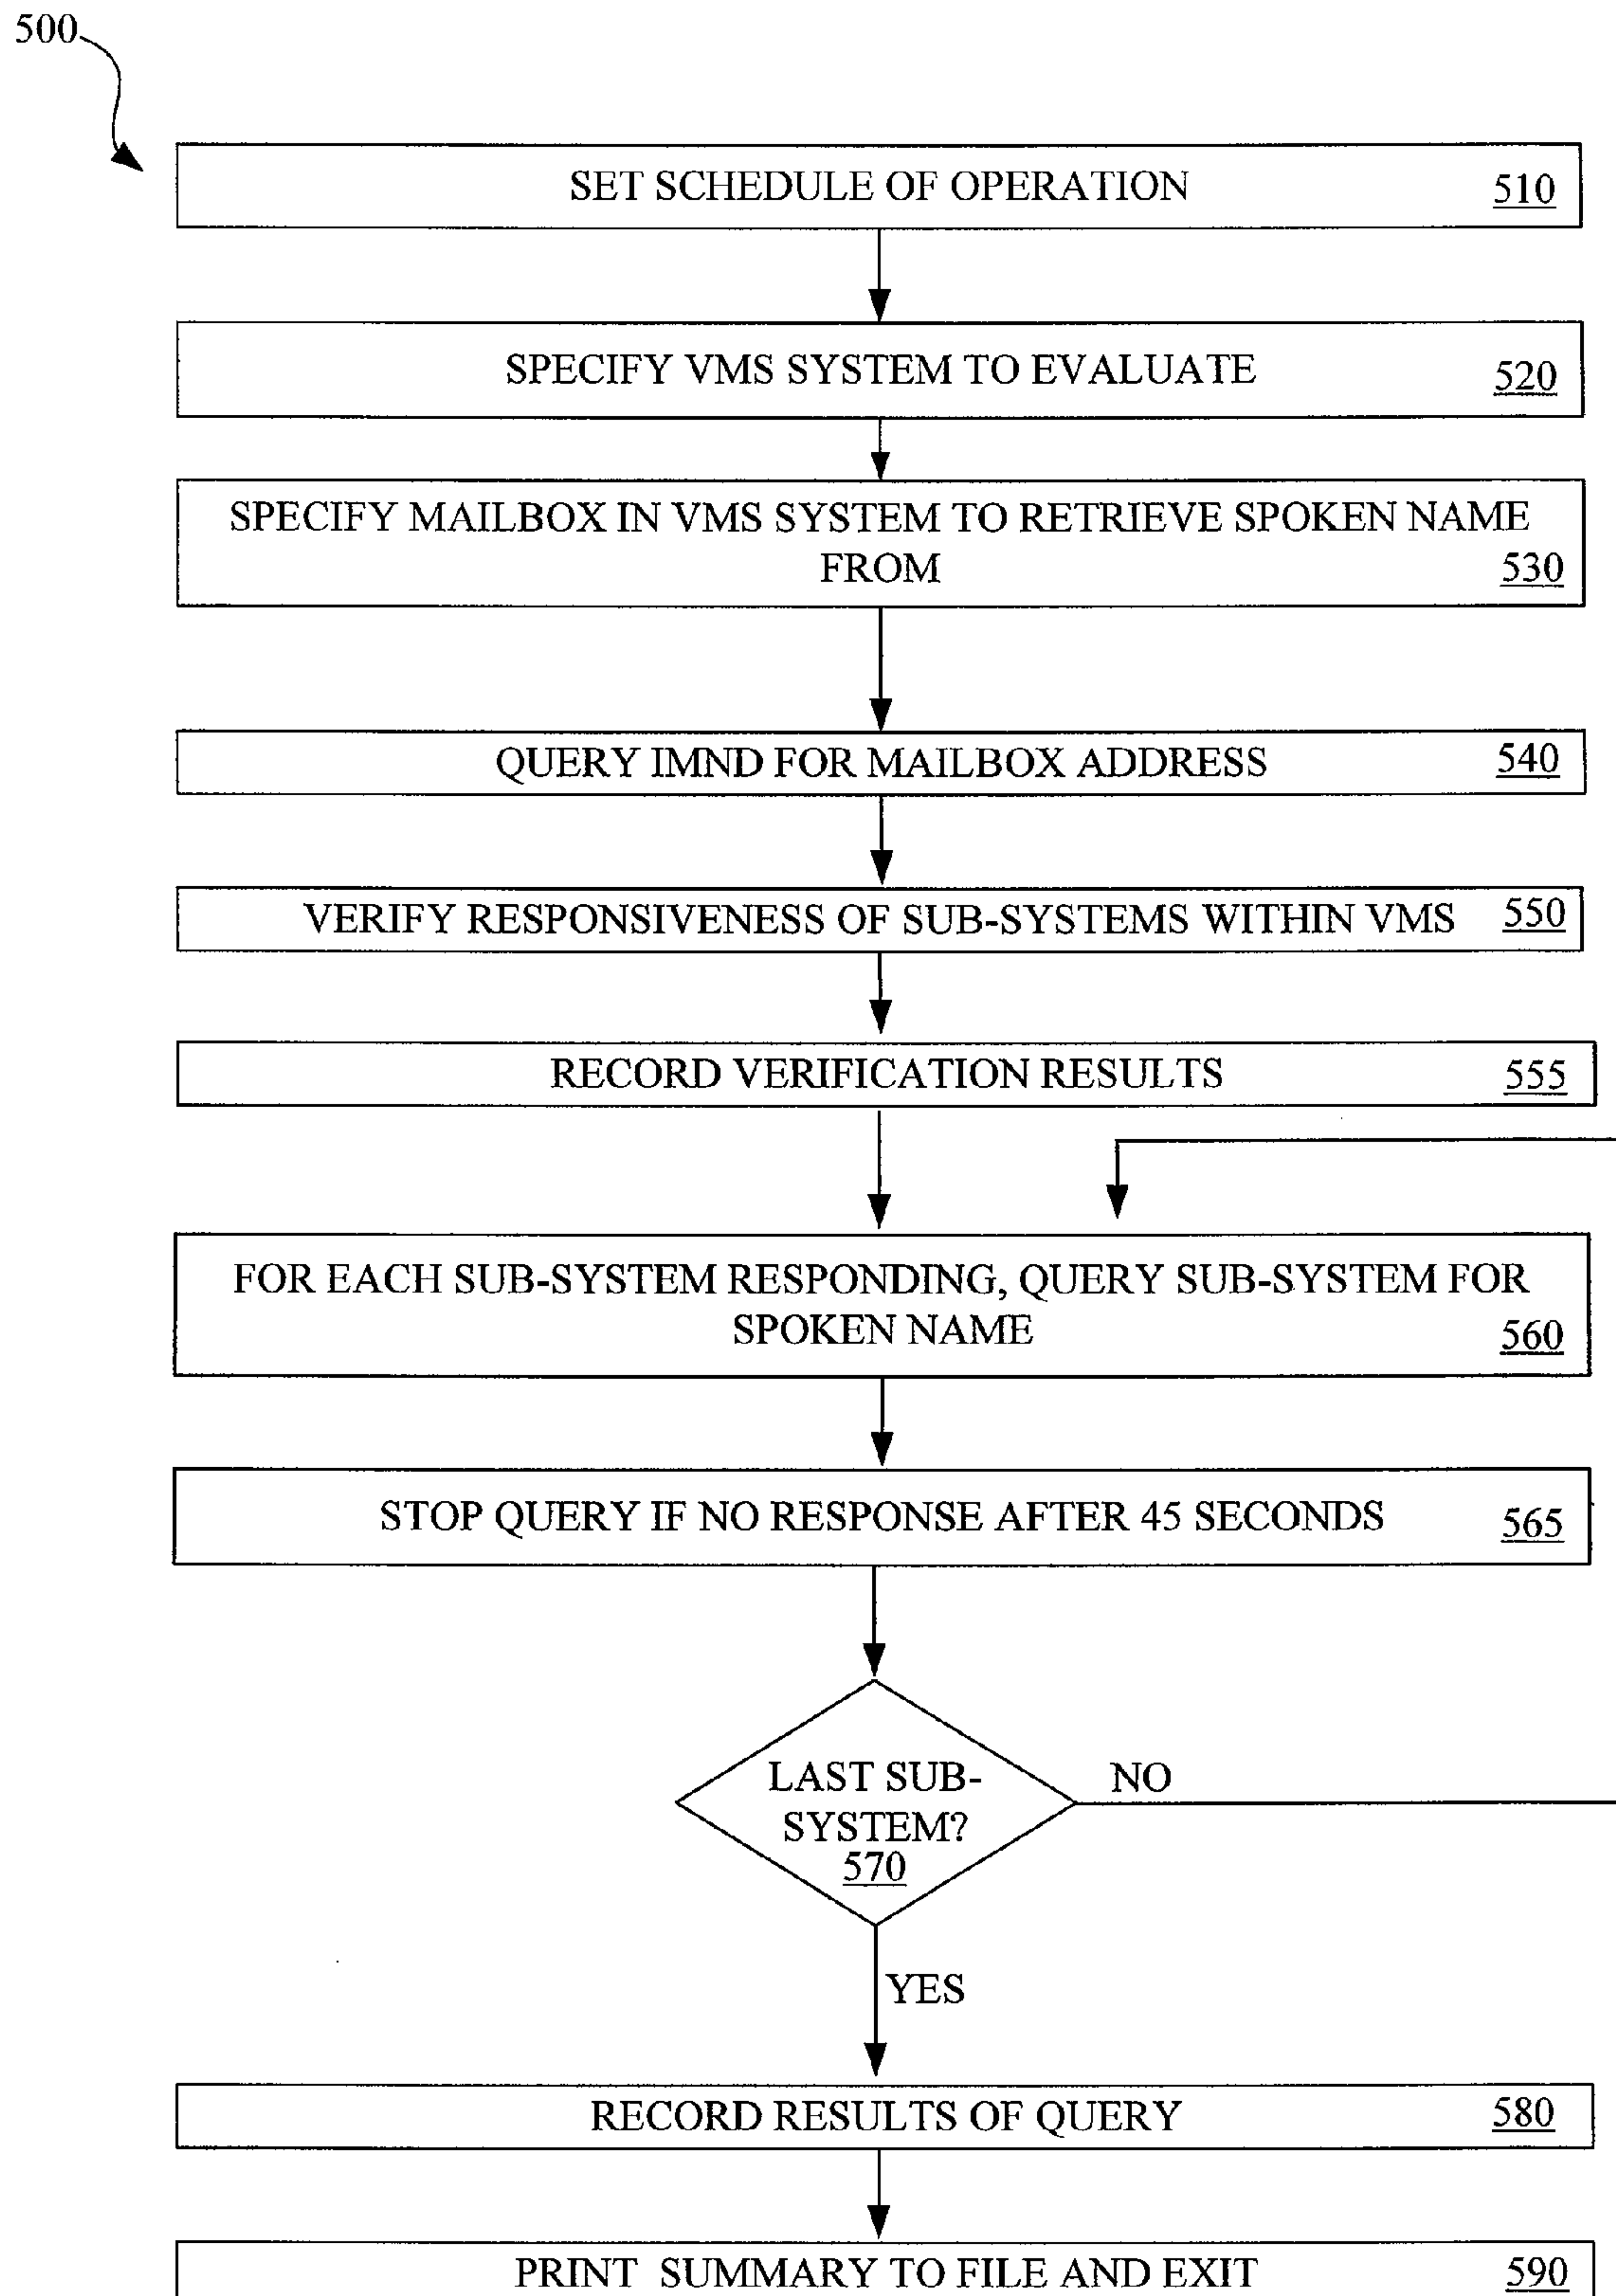 500
SET SCHEDULE OF OPERATION 510
SPECIFY VMS SYSTEM TO EVALUATE 520
SPECIFY MAILBOX IN VMS SYSTEM TO RETRIEVE SPOKEN NAME
FROM 530
QUERY IMND FOR MAILBOX ADDRESS 540
VERIFY RESPONSIVENESS OF SUB-SYSTEMS WITHIN VMS 550
RECORD VERIFICATION RESULTS 555
FOR EACH SUB-SYSTEM RESPONDING, QUERY SUB-SYSTEM FOR
SPOKEN NAME 560
STOP QUERY IF NO RESPONSE AFTER 45 SECONDS 565
LAST SUB-
SYSTEM?
570
NO
YES
RECORD RESULTS OF QUERY 580
PRINT SUMMARY TO FILE AND EXIT 590